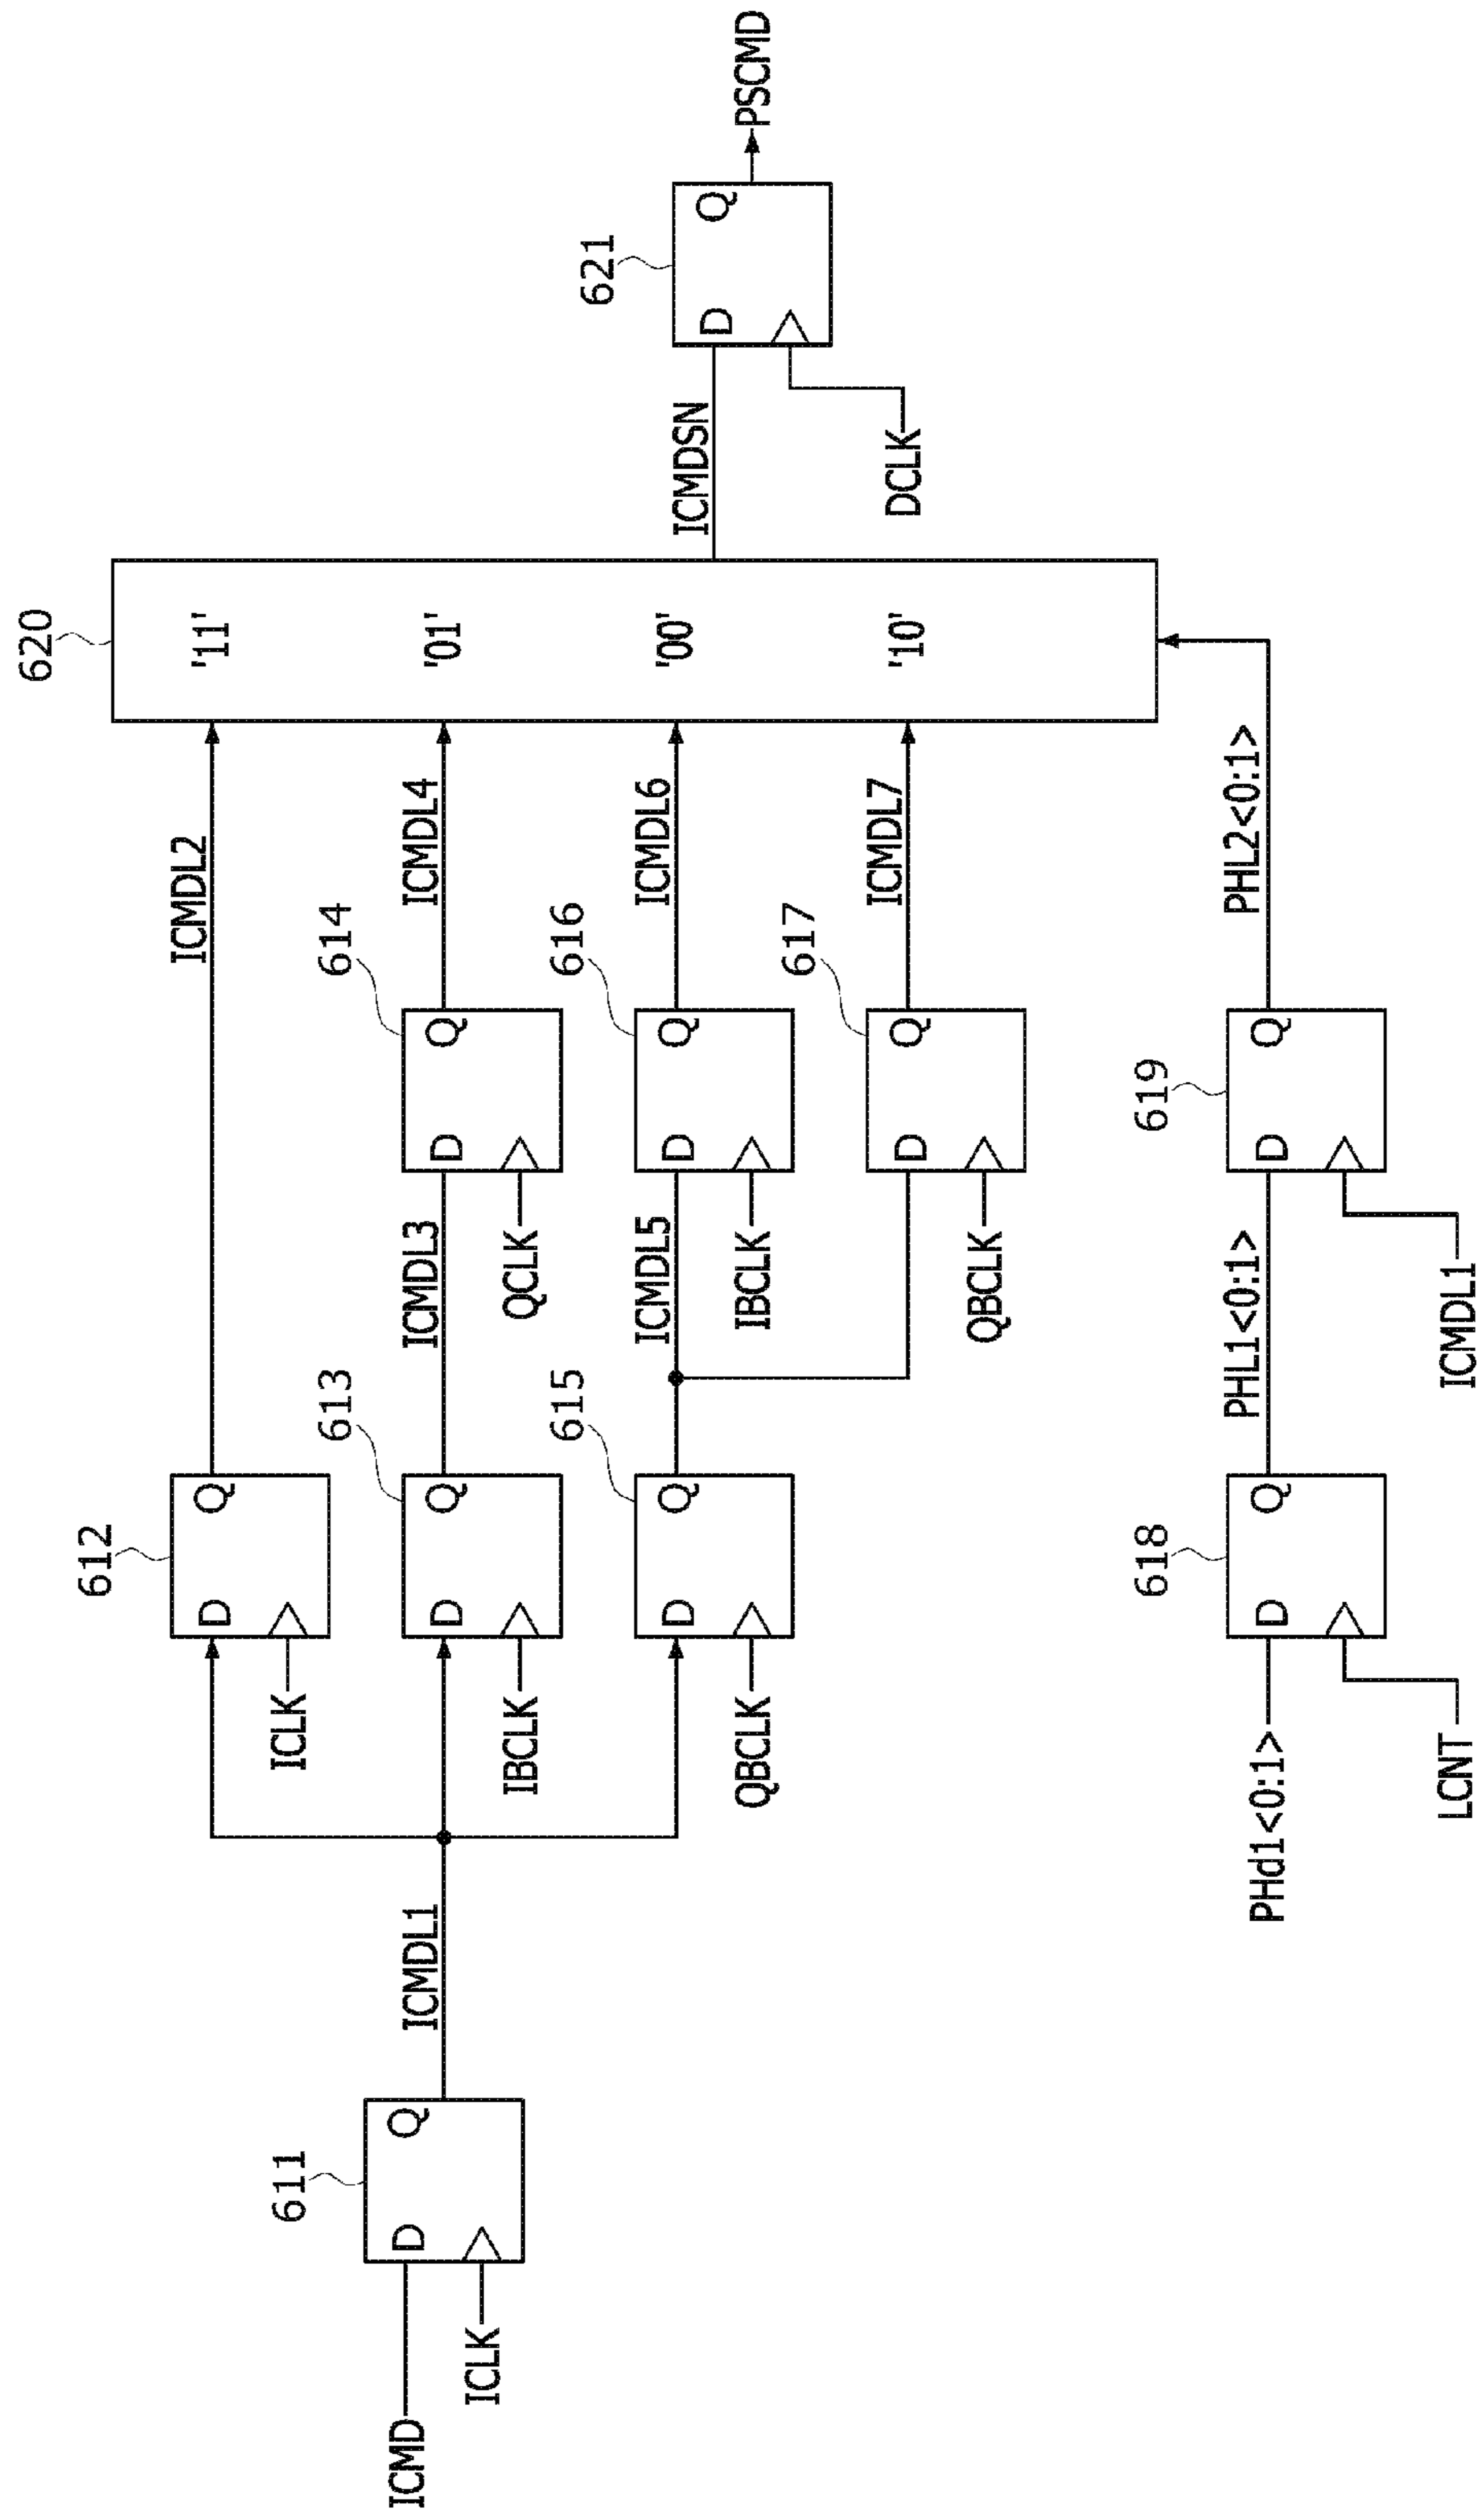 ICMD
ICLK
611
D
Q
ICMDL1
612
D
Q
ICLK
ICMDL2
613
D
Q
IBCLK
ICMDL3
614
D
Q
QCLK
ICMDL4
615
D
Q
QBCLK
ICMDL5
616
D
Q
IBCLK
ICMDL6
617
D
Q
QBCLK
ICMDL7
PHd1<0:1>
LCNT
618
D
Q
PHL1<0:1>
619
D
Q
ICMDL1
PHL2<0:1>
620
'11'
'01'
'00'
'10'
ICMDSN
621
D
Q
DCLK
PSCMD